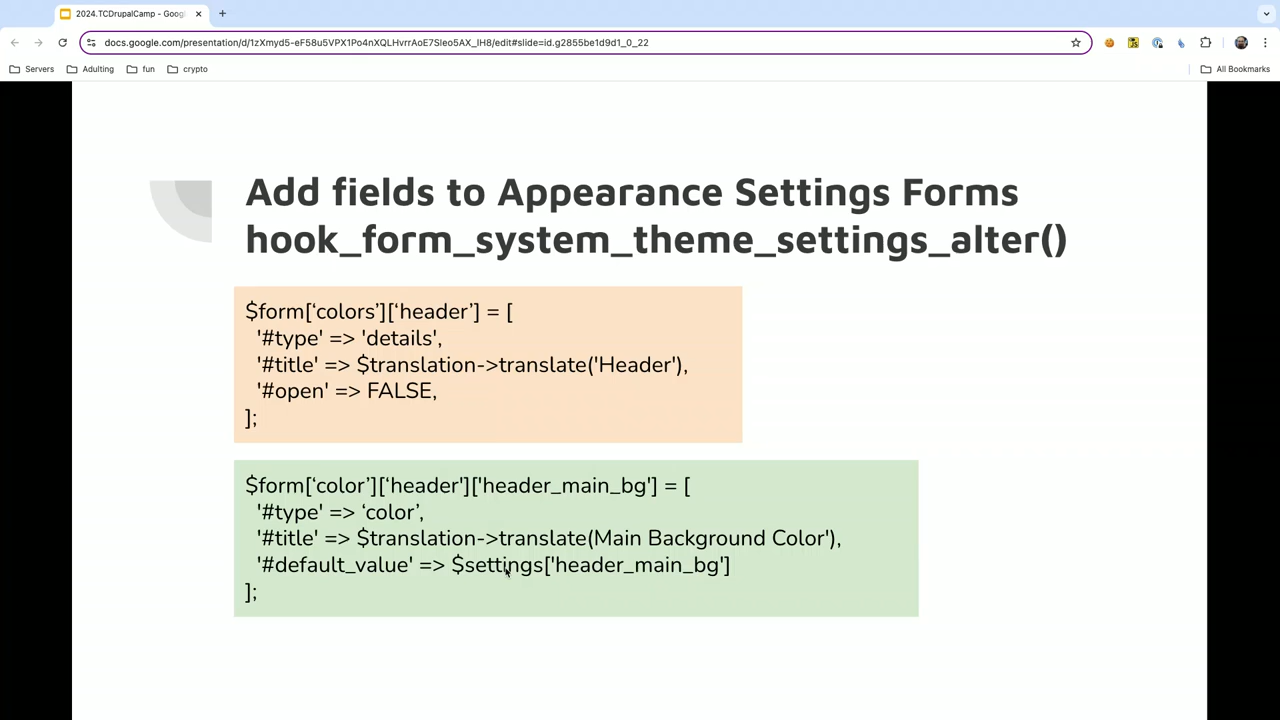 2024.TCDrupalCamp - Goog
docs.google.com/presentation/d/1zXmyd5-eF58u5VPX1Po4nXQLHvrrAoE7Sleo5AX_IH8/edit#slide=id.g2855be1d9d1_0_22
Servers
Adulting
fun
crypto
All Bookmarks
Add fields to Appearance Settings Forms
hook_form_system_theme_settings_alter()
$form[‘colors’][‘header’] = [
'#type' => 'details',
'#title' => $translation->translate('Header'),
'#open' => FALSE,
];
$form[‘color’][‘header']['header_main_bg'] = [
'#type' => ‘color’,
'#title' => $translation->translate(Main Background Color'),
'#default_value' => $settings['header_main_bg']
];